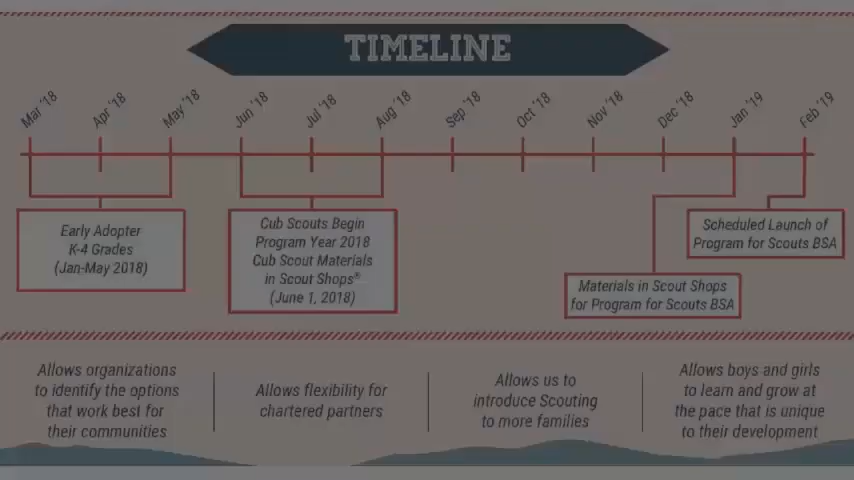 TIMELINE
Mar '18
Apr '18
May '18
Jun '18
Jul '18
Aug '18
Sep '18
Oct '18
Nov '18
Dec '18
Jan '19
Feb '19
Early Adopter
K-4 Grades
(Jan-May 2018)
Cub Scouts Begin
Program Year 2018
Cub Scout Materials
in Scout Shops®
(June 1, 2018)
Materials in Scout Shops
for Program for Scouts BSA
Scheduled Launch of
Program for Scouts BSA
Allows organizations
to identify the options
that work best for
their communities
Allows flexibility for
chartered partners
Allows us to
introduce Scouting
to more families
Allows boys and girls
to learn and grow at
the pace that is unique
to their development